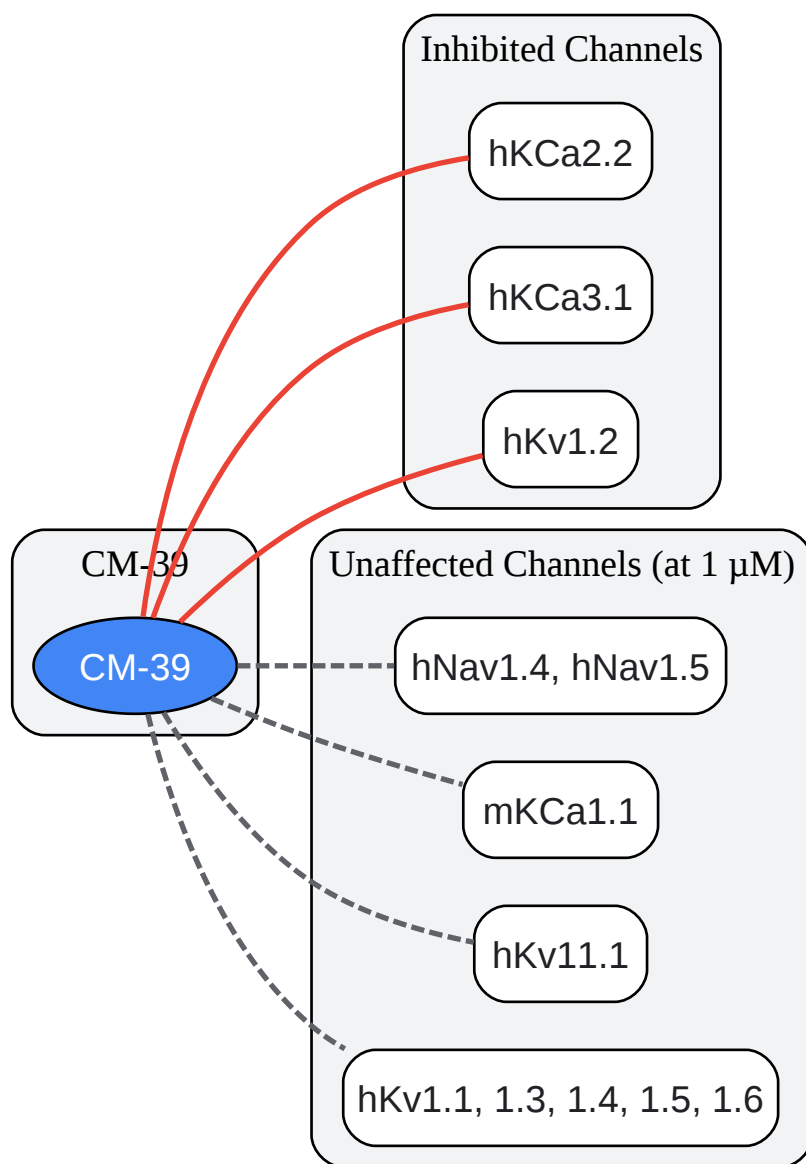 Inhibited Channels
hKCa2.2
hKCa3.1
hKv1.2
CM-39
CM-39
Unaffected Channels (at 1 µM)
hNav1.4, hNav1.5
mKCa1.1
hKv11.1
hKv1.1, 1.3, 1.4, 1.5, 1.6